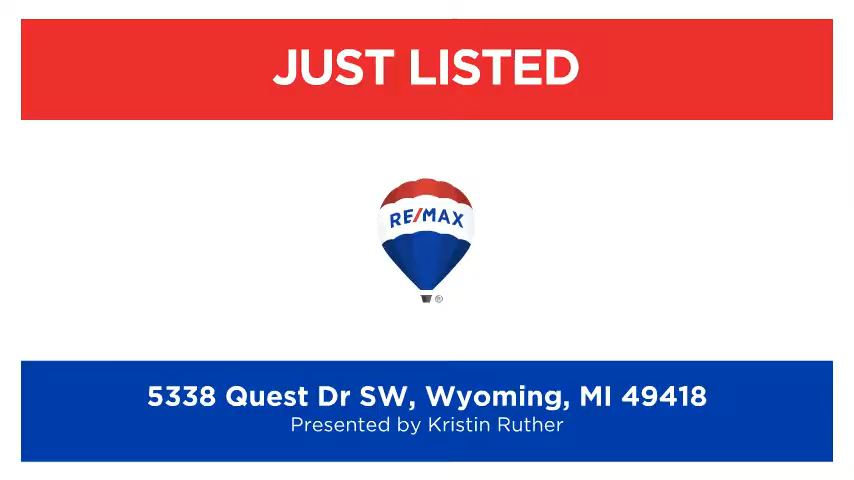 JUST LISTED
RE/MAX
®
5338 Quest Dr SW, Wyoming, MI 49418
Presented by Kristin Ruther